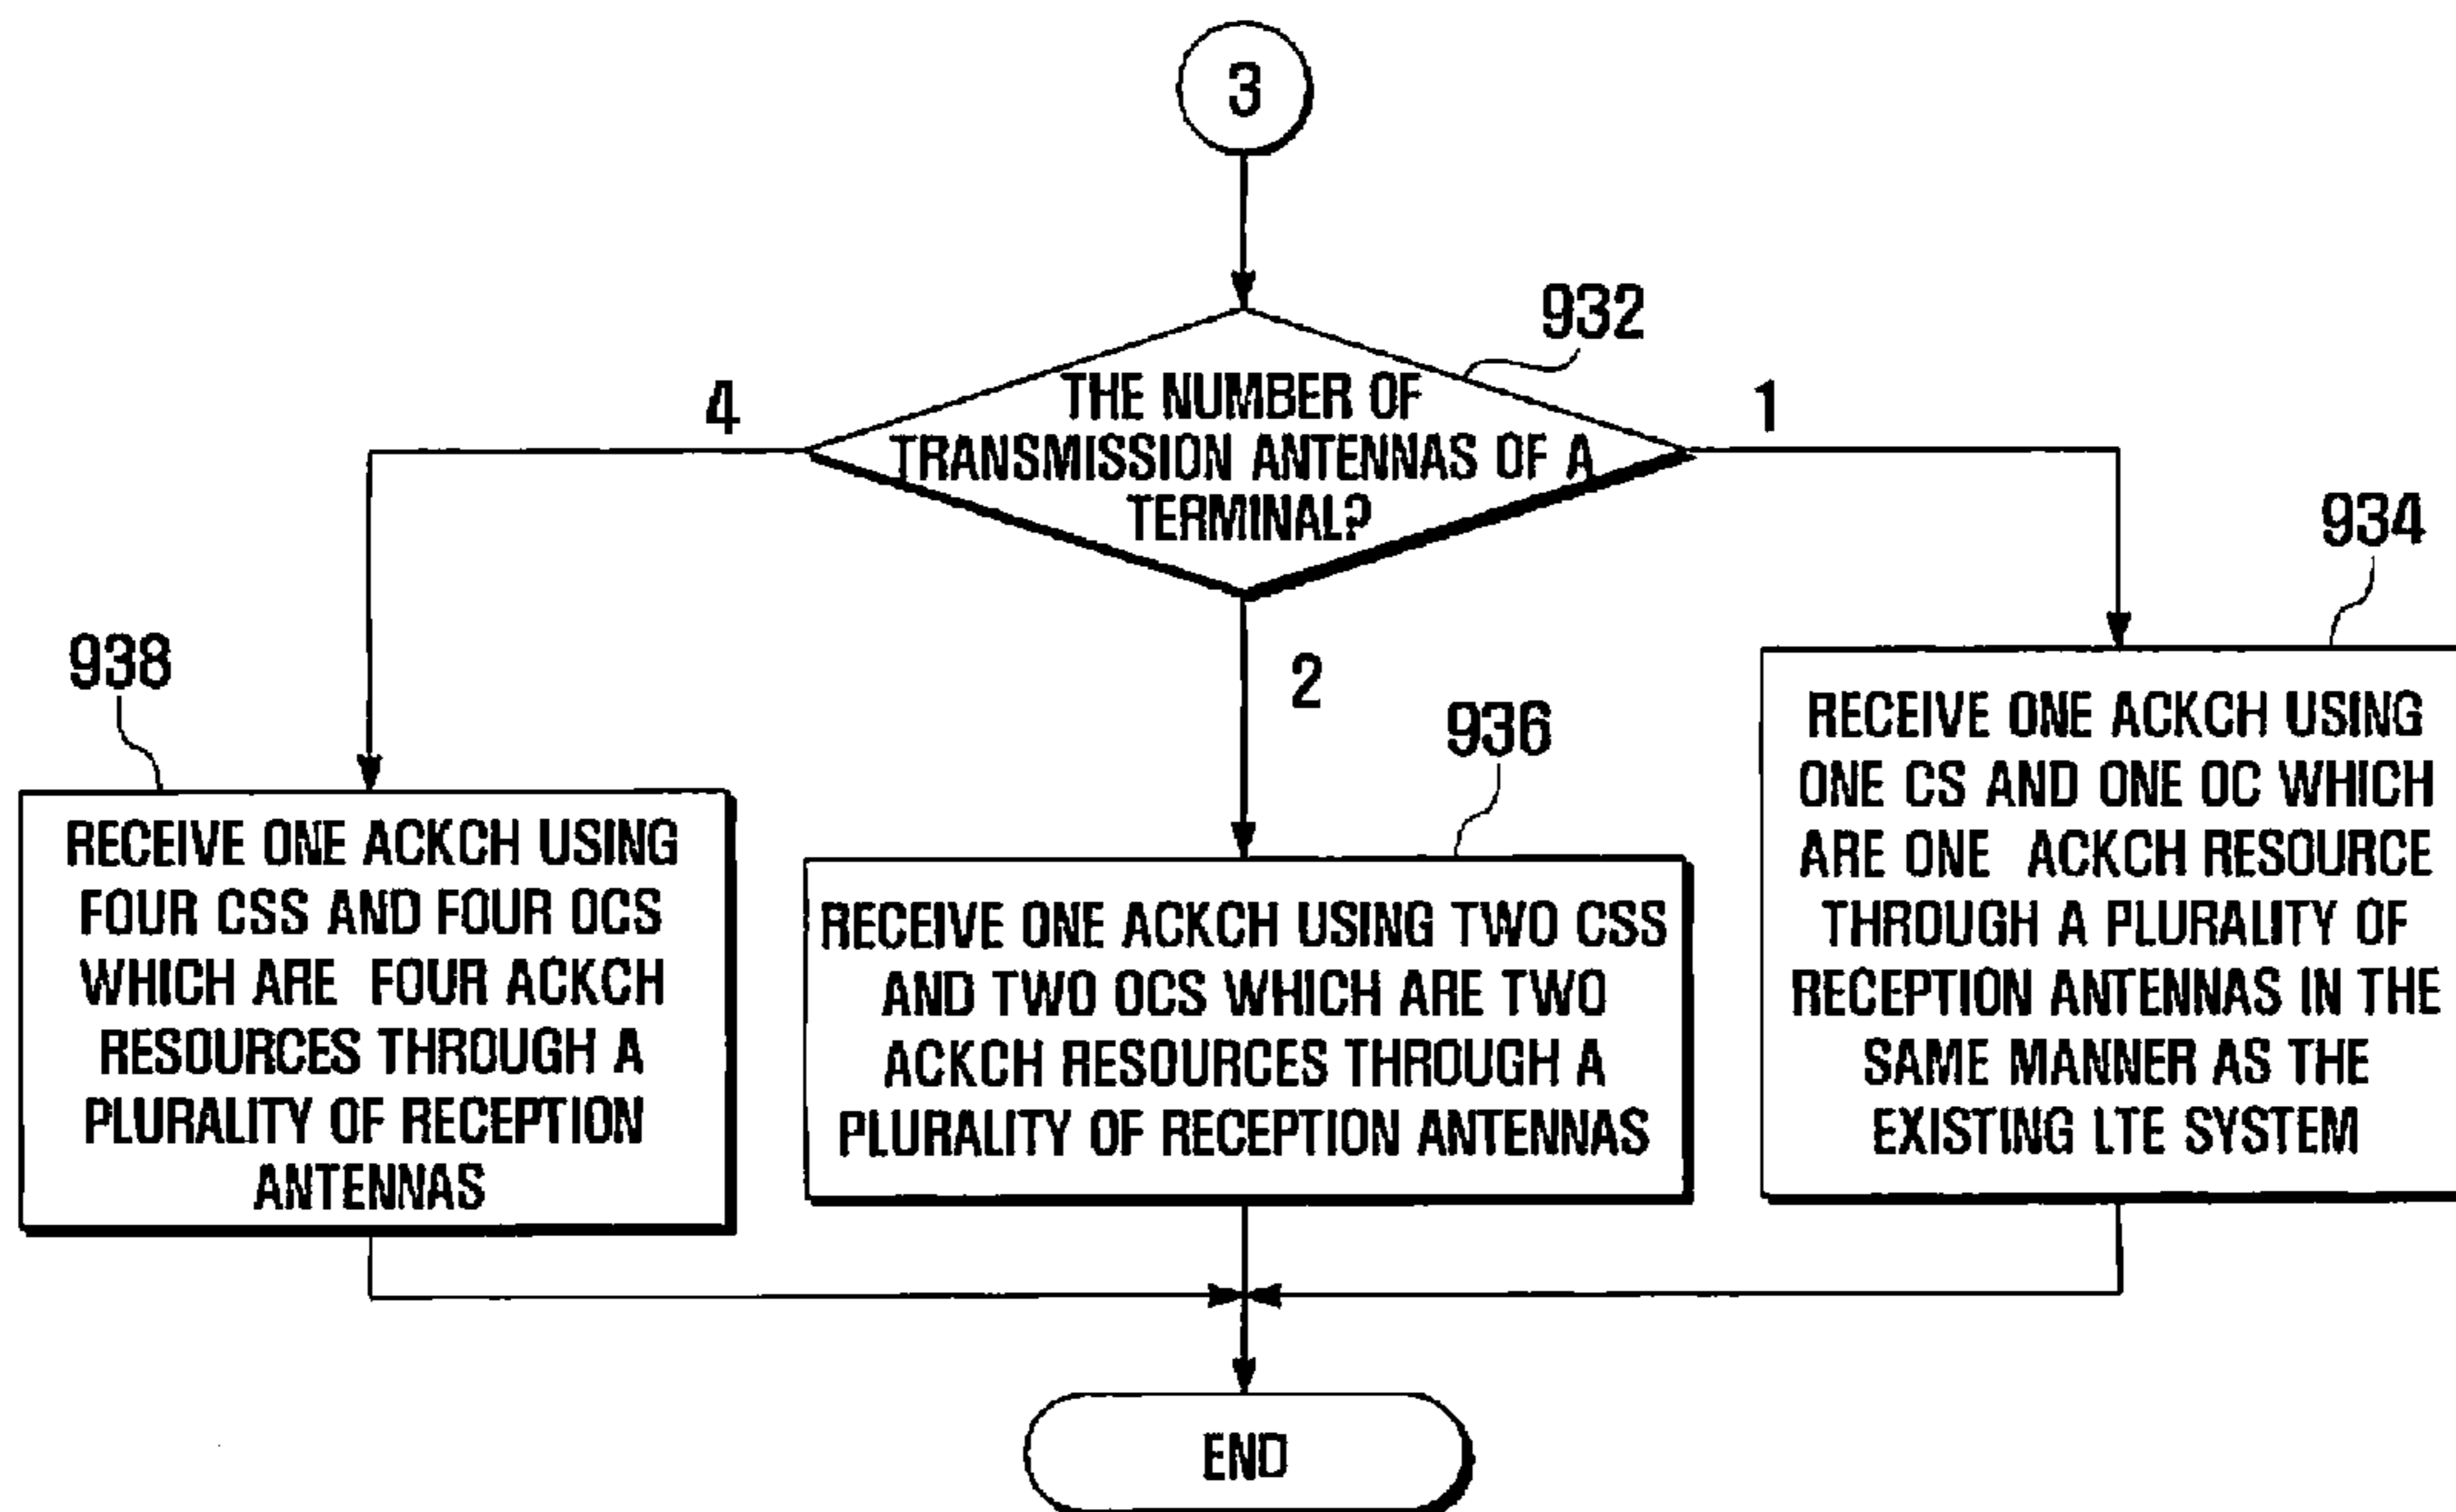 3
932
THE NUMBER OF
TRANSMISSION ANTENNAS OF A
TERMINAL?
4
1
2
938
RECEIVE ONE ACKCH USING
FOUR CSS AND FOUR OCS
WHICH ARE FOUR ACKCH
RESOURCES THROUGH A
PLURALITY OF RECEPTION
ANTENNAS
936
RECEIVE ONE ACKCH USING TWO CSS
AND TWO OCS WHICH ARE TWO
ACKCH RESOURCES THROUGH A
PLURALITY OF RECEPTION ANTENNAS
934
RECEIVE ONE ACKCH USING
ONE CS AND ONE OC WHICH
ARE ONE ACKCH RESOURCE
THROUGH A PLURALITY OF
RECEPTION ANTENNAS IN THE
SAME MANNER AS THE
EXISTING LTE SYSTEM
END